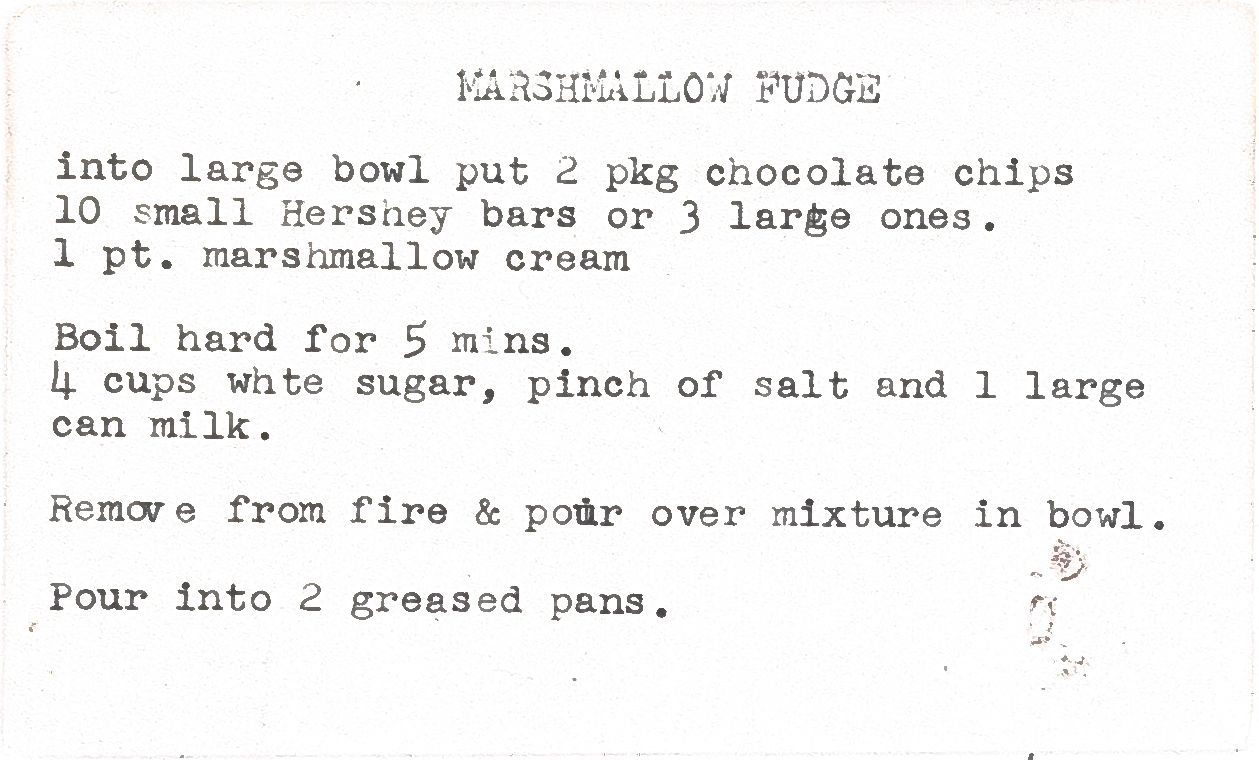 MARSHMALLOW FUDGE
into large bowl put 2 pkg chocolate chips
10 small Hershey bars or 3 large ones.
1 pt. marshmallow cream
Boil hard for 5 mins.
4 cups whte sugar, pinch of salt and 1 large
can milk.
Remove from fire & pour over mixture in bowl.
Pour into 2 greased pans.